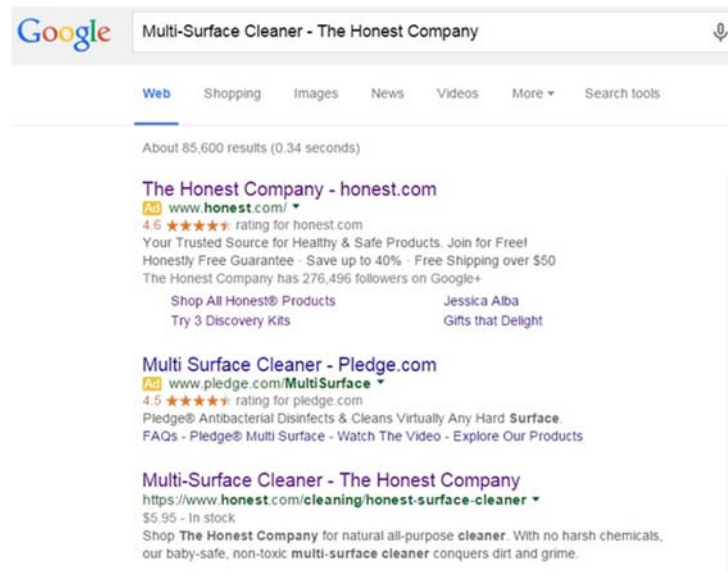 Google
Multi-Surface Cleaner - The Honest Company
Web Shopping Images News Videos More Search tools
About 85,600 results (0.34 seconds)
The Honest Company - honest.com
Ad www.honest.com/
4.6 ★★★★★ rating for honest.com
Your Trusted Source for Healthy & Safe Products. Join for Free!
Honestly Free Guarantee · Save up to 40% · Free Shipping over $50
The Honest Company has 276,496 followers on Google+
Shop All Honest® Products Jessica Alba
Try 3 Discovery Kits Gifts that Delight
Multi Surface Cleaner - Pledge.com
Ad www.pledge.com/MultiSurface
4.5 ★★★★★ rating for pledge.com
Pledge® Antibacterial Disinfects & Cleans Virtually Any Hard Surface.
FAQs - Pledge® Multi Surface - Watch The Video - Explore Our Products
Multi-Surface Cleaner - The Honest Company
https://www.honest.com/cleaning/honest-surface-cleaner
$5.95 - In stock
Shop The Honest Company for natural all-purpose cleaner. With no harsh chemicals,
our baby-safe, non-toxic multi-surface cleaner conquers dirt and grime.